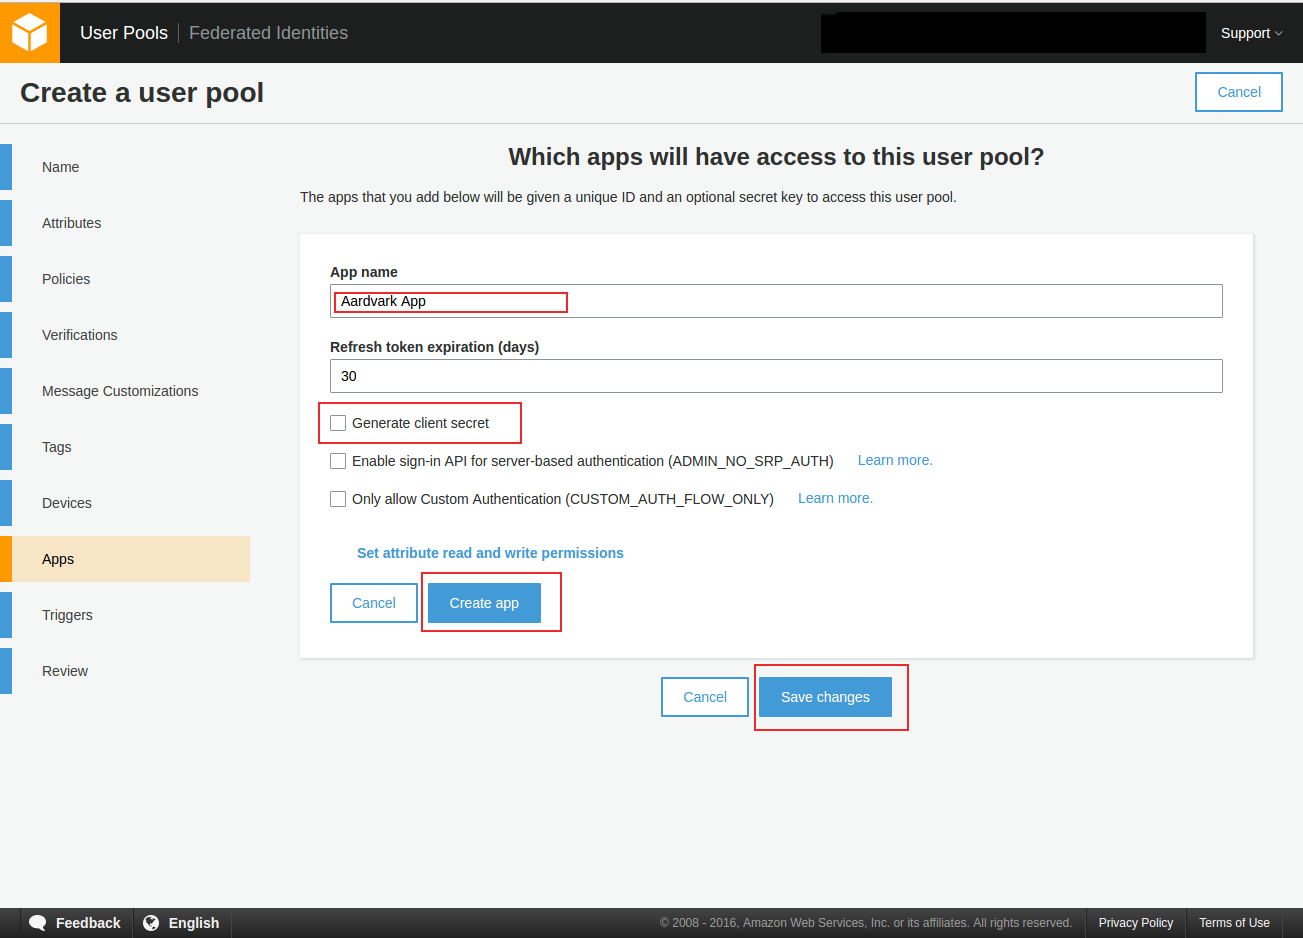 User Pools Federated Identities Support
Create a user pool Cancel
Name
Attributes
Policies
Verifications
Message Customizations
Tags
Devices
Apps
Triggers
Review
Which apps will have access to this user pool?
The apps that you add below will be given a unique ID and an optional secret key to access this user pool.
App name
Aardvark App
Refresh token expiration (days)
30
Generate client secret
Enable sign-in API for server-based authentication (ADMIN_NO_SRP_AUTH) Learn more.
Only allow Custom Authentication (CUSTOM_AUTH_FLOW_ONLY) Learn more.
Set attribute read and write permissions
Cancel Create app
Cancel Save changes
Feedback English © 2008 - 2016, Amazon Web Services, Inc. or its affiliates. All rights reserved. Privacy Policy Terms of Use